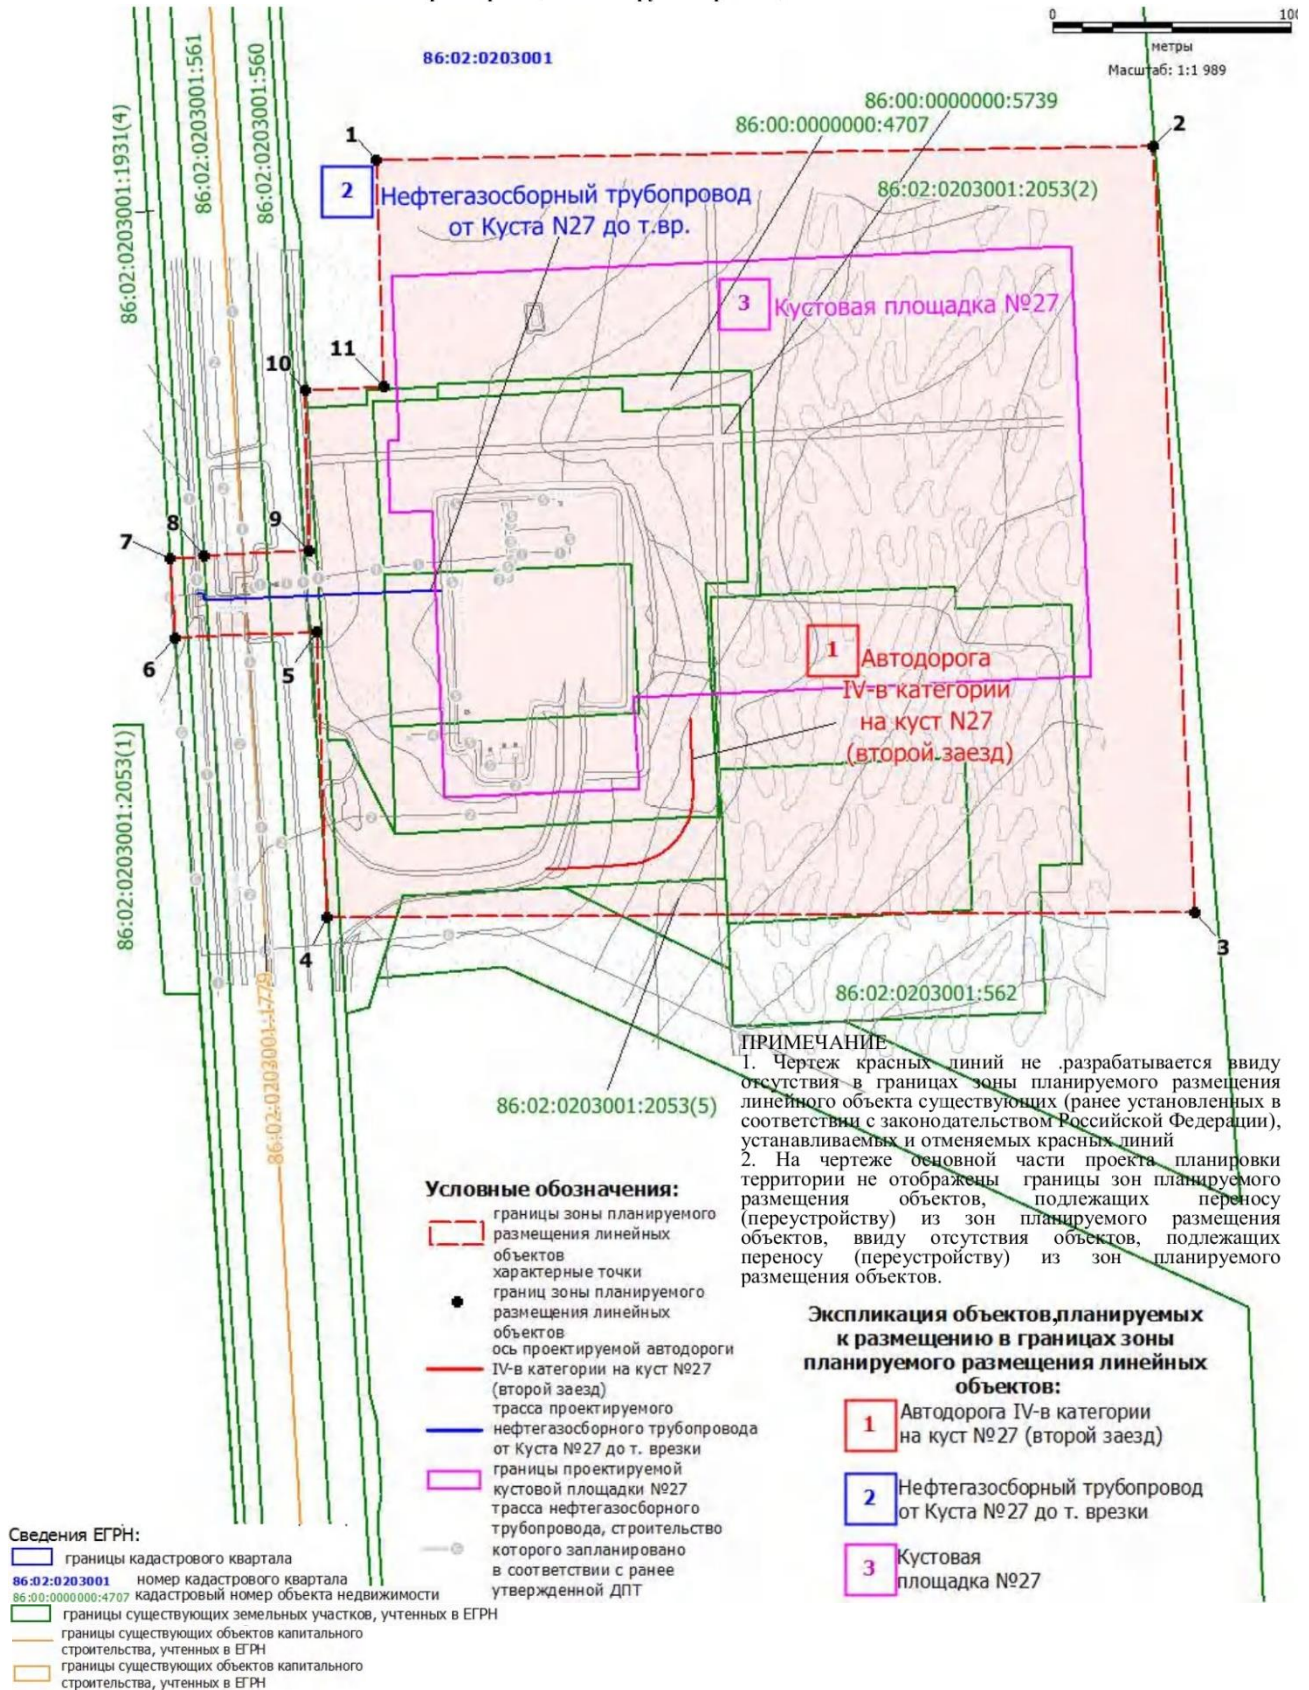 0
100
метры
Масштаб: 1:1 989
86:02:0203001
86:02:0203001:1931(4)
86:02:0203001:561
86:02:0203001:560
86:00:0000000:5739
86:00:0000000:4707
86:02:0203001:2053(2)
1
2
2
Нефтегазосборный трубопровод
от Куста N27 до т.вр.
3
Кустовая площадка №27
10
11
7
8
9
6
5
1
Автодорога
IV-в категории
на куст N27
(второй заезд)
86:02:0203001:2053(1)
4
3
86:02:0203001:1779
86:02:0203001:562
86:02:0203001:2053(5)
ПРИМЕЧАНИЕ
1. Чертеж красных линий не .разрабатывается ввиду
отсутствия в границах зоны планируемого размещения
линейного объекта существующих (ранее установленных в
соответствии с законодательством Российской Федерации),
устанавливаемых и отменяемых красных линий
2. На чертеже основной части проекта планировки
территории не отображены границы зон планируемого
размещения объектов, подлежащих переносу
(переустройству) из зон планируемого размещения
объектов, ввиду отсутствия объектов, подлежащих
переносу (переустройству) из зон планируемого
размещения объектов.
Условные обозначения:
границы зоны планируемого
размещения линейных
объектов
характерные точки
границ зоны планируемого
размещения линейных
объектов
ось проектируемой автодороги
IV-в категории на куст №27
(второй заезд)
трасса проектируемого
нефтегазосборного трубопровода
от Куста №27 до т. врезки
границы проектируемой
кустовой площадки №27
трасса нефтегазосборного
трубопровода, строительство
которого запланировано
в соответствии с ранее
утвержденной ДПТ
Экспликация объектов,планируемых
к размещению в границах зоны
планируемого размещения линейных
объектов:
1
Автодорога IV-в категории
на куст №27 (второй заезд)
2
Нефтегазосборный трубопровод
от Куста №27 до т. врезки
3
Кустовая
площадка №27
Сведения ЕГРН:
границы кадастрового квартала
86:02:0203001 номер кадастрового квартала
86:00:0000000:4707 кадастровый номер объекта недвижимости
границы существующих земельных участков, учтенных в ЕГРН
границы существующих объектов капитального
строительства, учтенных в ЕГРН
границы существующих объектов капитального
строительства, учтенных в ЕГРН